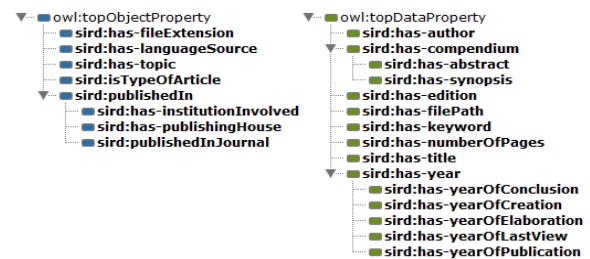 owl:topObjectProperty
sird:has-fileExtension
sird:has-languageSource
sird:has-topic
sird:isTypeOfArticle
sird:publishedIn
sird:has-institutionInvolved
sird:has-publishingHouse
sird:publishedInJournal
owl:topDataProperty
sird:has-author
sird:has-compendium
sird:has-abstract
sird:has-synopsis
sird:has-edition
sird:has-filePath
sird:has-keyword
sird:has-numberOfPages
sird:has-title
sird:has-year
sird:has-yearOfConclusion
sird:has-yearOfCreation
sird:has-yearOfElaboration
sird:has-yearOfLastView
sird:has-yearOfPublication